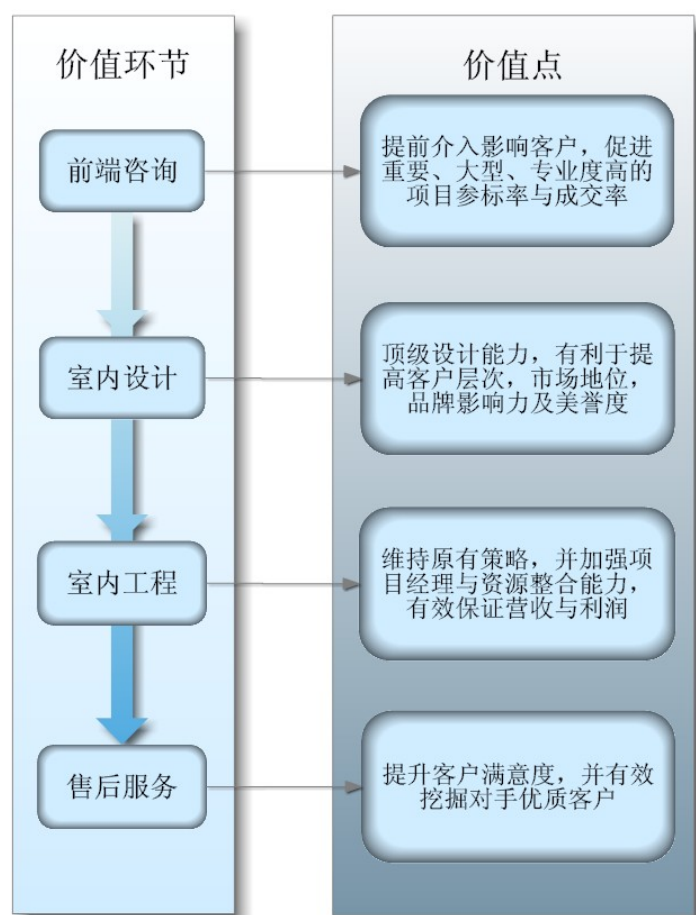 价值环节
价值点
前端咨询
提前介入影响客户，促进
重要、大型、专业度高的
项目参标率与成交率
室内设计
顶级设计能力，有利于提
高客户层次，市场地位，
品牌影响力及美誉度
室内工程
维持原有策略，并加强项
目经理与资源整合能力，
有效保证营收与利润
售后服务
提升客户满意度，并有效
挖掘对手优质客户